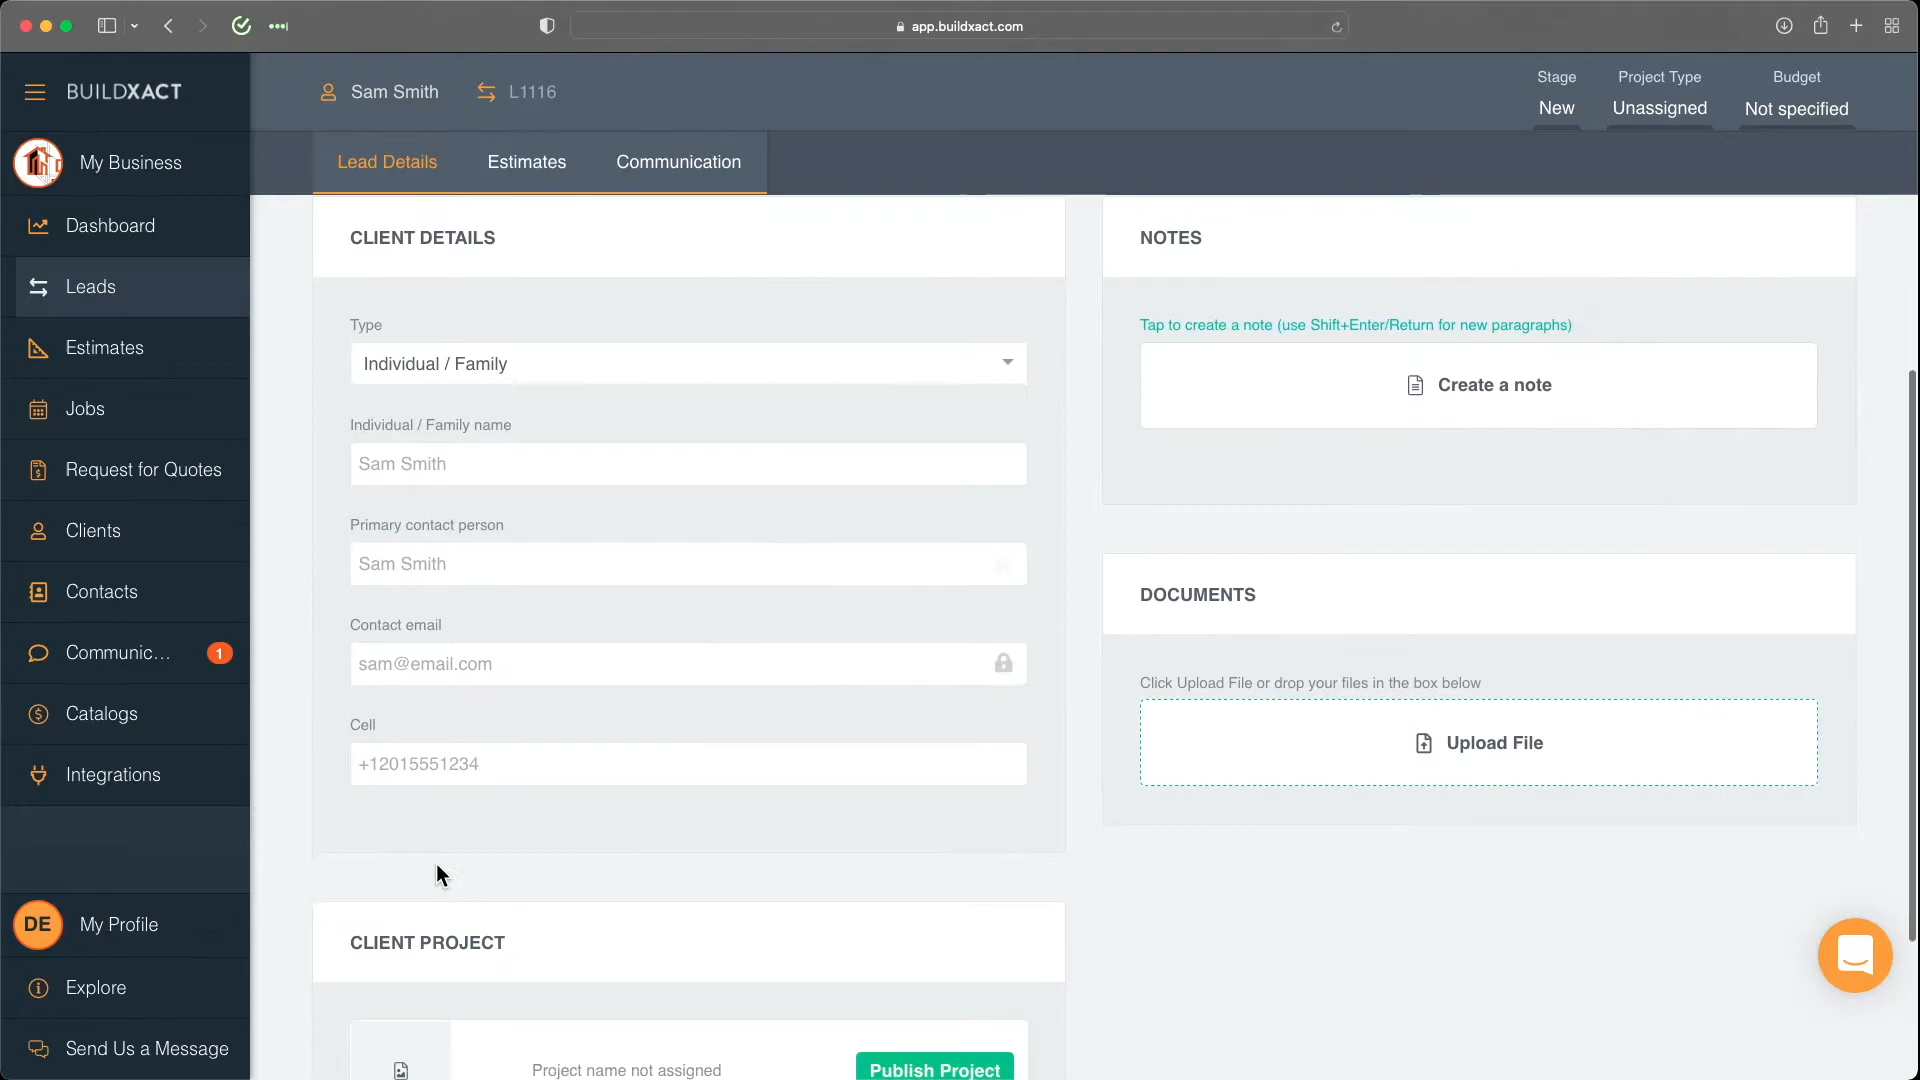 app.buildxact.com
BUILDXACT
Sam Smith
L1116
Stage
New
Project Type
Unassigned
Budget
Not specified
My Business
Dashboard
Leads
Estimates
Jobs
Request for Quotes
Clients
Contacts
Communic...
1
Catalogs
Integrations
DE
My Profile
Explore
Send Us a Message
Lead Details
Estimates
Communication
CLIENT DETAILS
Type
Individual / Family
Individual / Family name
Sam Smith
Primary contact person
Sam Smith
Contact email
sam@email.com
Cell
+12015551234
CLIENT PROJECT
Project name not assigned
Publish Project
NOTES
Tap to create a note (use Shift+Enter/Return for new paragraphs)
Create a note
DOCUMENTS
Click Upload File or drop your files in the box below
Upload File